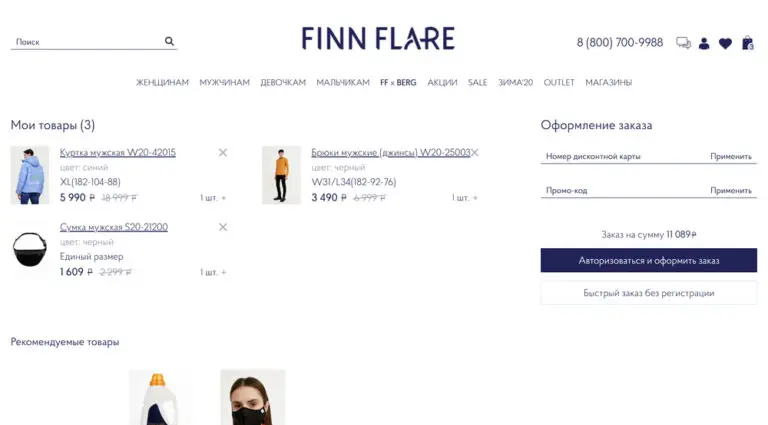 Поиск
FINN FLARE
8 (800) 700-9988
3
ЖЕНЩИНАМ МУЖЧИНАМ ДЕВОЧКАМ МАЛЬЧИКАМ FF x BERG АКЦИИ SALE ЗИМА'20 OUTLET МАГАЗИНЫ
Мои товары (3)
Куртка мужская W20-42015
цвет: синий
XL(182-104-88)
5 990 ₽ 18 999 ₽ 1 шт. +
Брюки мужские (джинсы) W20-25003
цвет: черный
W31/L34(182-92-76)
3 490 ₽ 6 999 ₽ 1 шт. +
Сумка мужская S20-21200
цвет: черный
Единый размер
1 609 ₽ 2 299 ₽ 1 шт. +
Оформление заказа
Номер дисконтной карты Применить
Промо-код Применить
Заказ на сумму 11 089 ₽
Авторизоваться и оформить заказ
Быстрый заказ без регистрации
Рекомендуемые товары